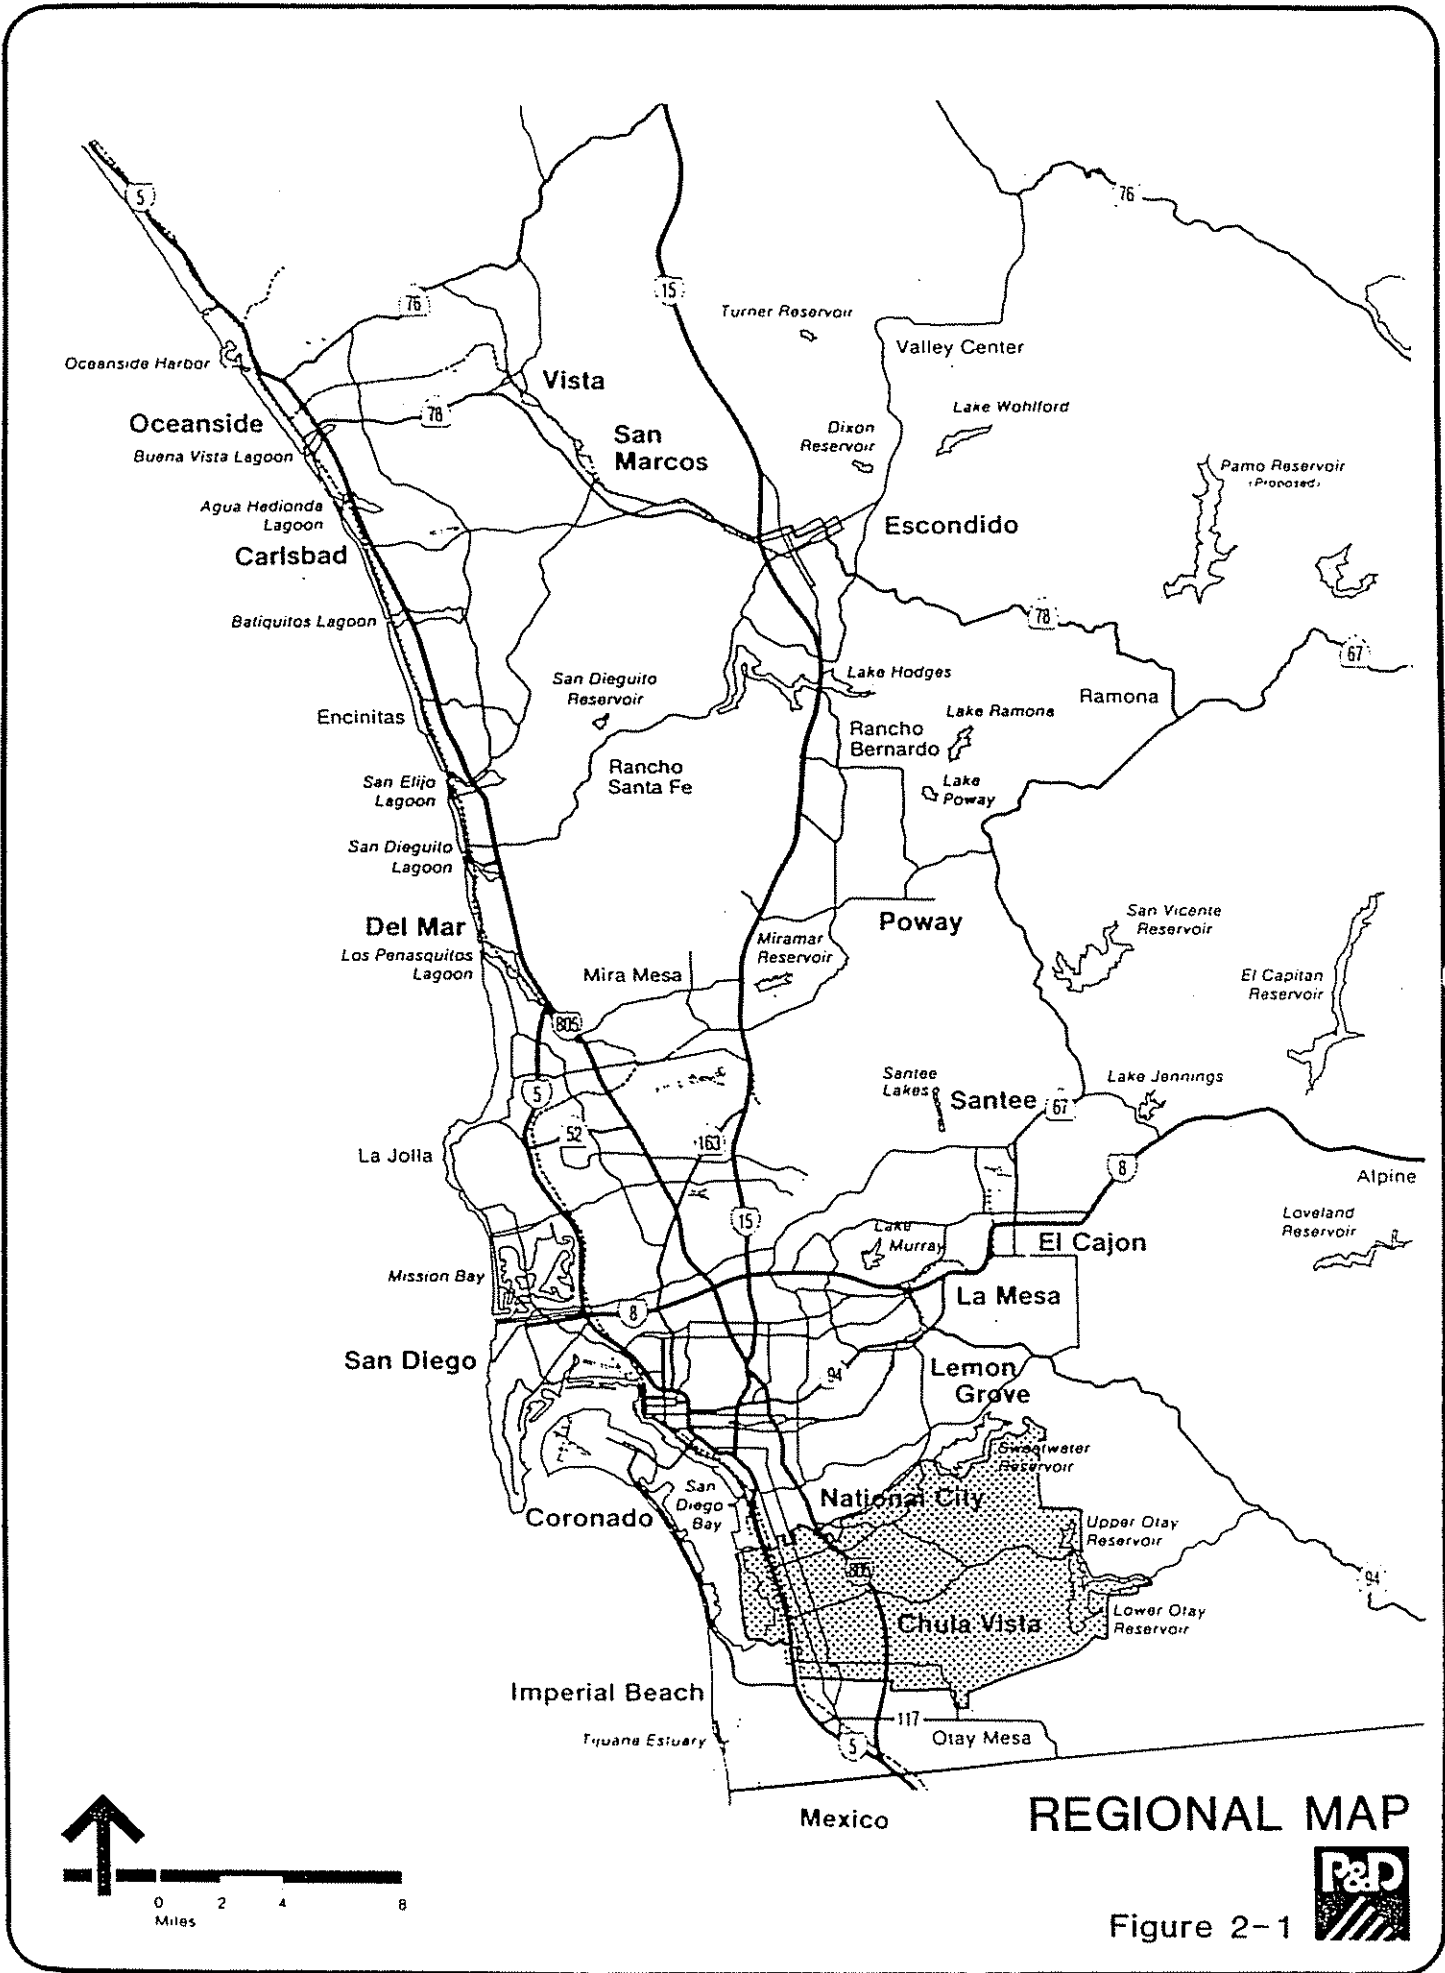 5
76
15
76
Turner Reservoir
Valley Center
Oceanside Harbor
Vista
Lake Wohlford
78
Oceanside
Dixon
Reservoir
San
Marcos
Buena Vista Lagoon
Pamo Reservoir
(Proposed)
Agua Hedionda
Lagoon
Escondido
Carlsbad
Batiquitos Lagoon
78
67
San Dieguito
Reservoir
Lake Hodges
Ramona
Encinitas
Lake Ramona
Rancho
Bernardo
Rancho
Santa Fe
San Elijo
Lagoon
Lake
Poway
San Dieguito
Lagoon
Del Mar
Poway
San Vicente
Reservoir
Los Penasquitos
Lagoon
Miramar
Reservoir
Mira Mesa
El Capitan
Reservoir
805
5
Santee
Lakes
Santee
67
Lake Jennings
52
163
La Jolla
8
Alpine
15
Lake
Murray
El Cajon
Loveland
Reservoir
Mission Bay
La Mesa
8
San Diego
94
Lemon
Grove
Sweetwater
Reservoir
San
Diego
Bay
National City
Coronado
Upper Otay
Reservoir
805
94
Chula Vista
Lower Otay
Reservoir
Imperial Beach
117
Otay Mesa
Tijuana Estuary
5
Mexico
REGIONAL MAP
0 2 4 8
Miles
P&D
Figure 2-1